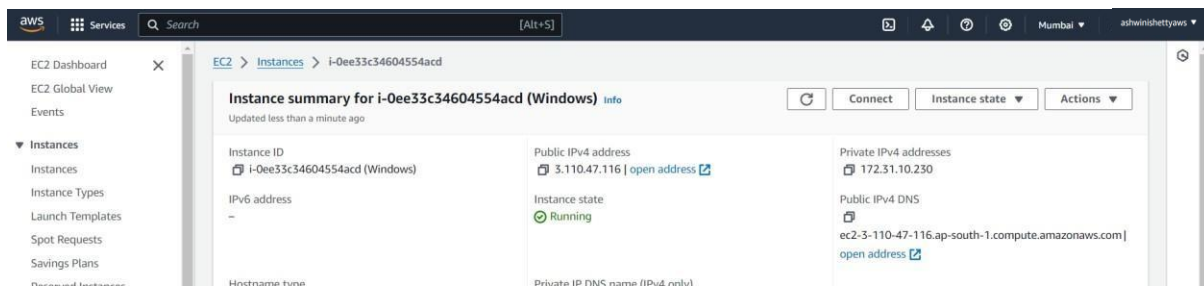 aws Services Search [Alt+S] Mumbai ashwinishettyaws
EC2 Dashboard
EC2 Global View
Events
Instances
Instances
Instance Types
Launch Templates
Spot Requests
Savings Plans
Reserved Instances
EC2 > Instances > i-0ee33c34604554acd
Instance summary for i-0ee33c34604554acd (Windows) Info
Connect Instance state Actions
Updated less than a minute ago
Instance ID
i-0ee33c34604554acd (Windows)
Public IPv4 address
3.110.47.116 | open address
Private IPv4 addresses
172.31.10.230
IPv6 address
–
Instance state
Running
Public IPv4 DNS
ec2-3-110-47-116.ap-south-1.compute.amazonaws.com |
open address
Hostname type
Private IP DNS name (IPv4 only)